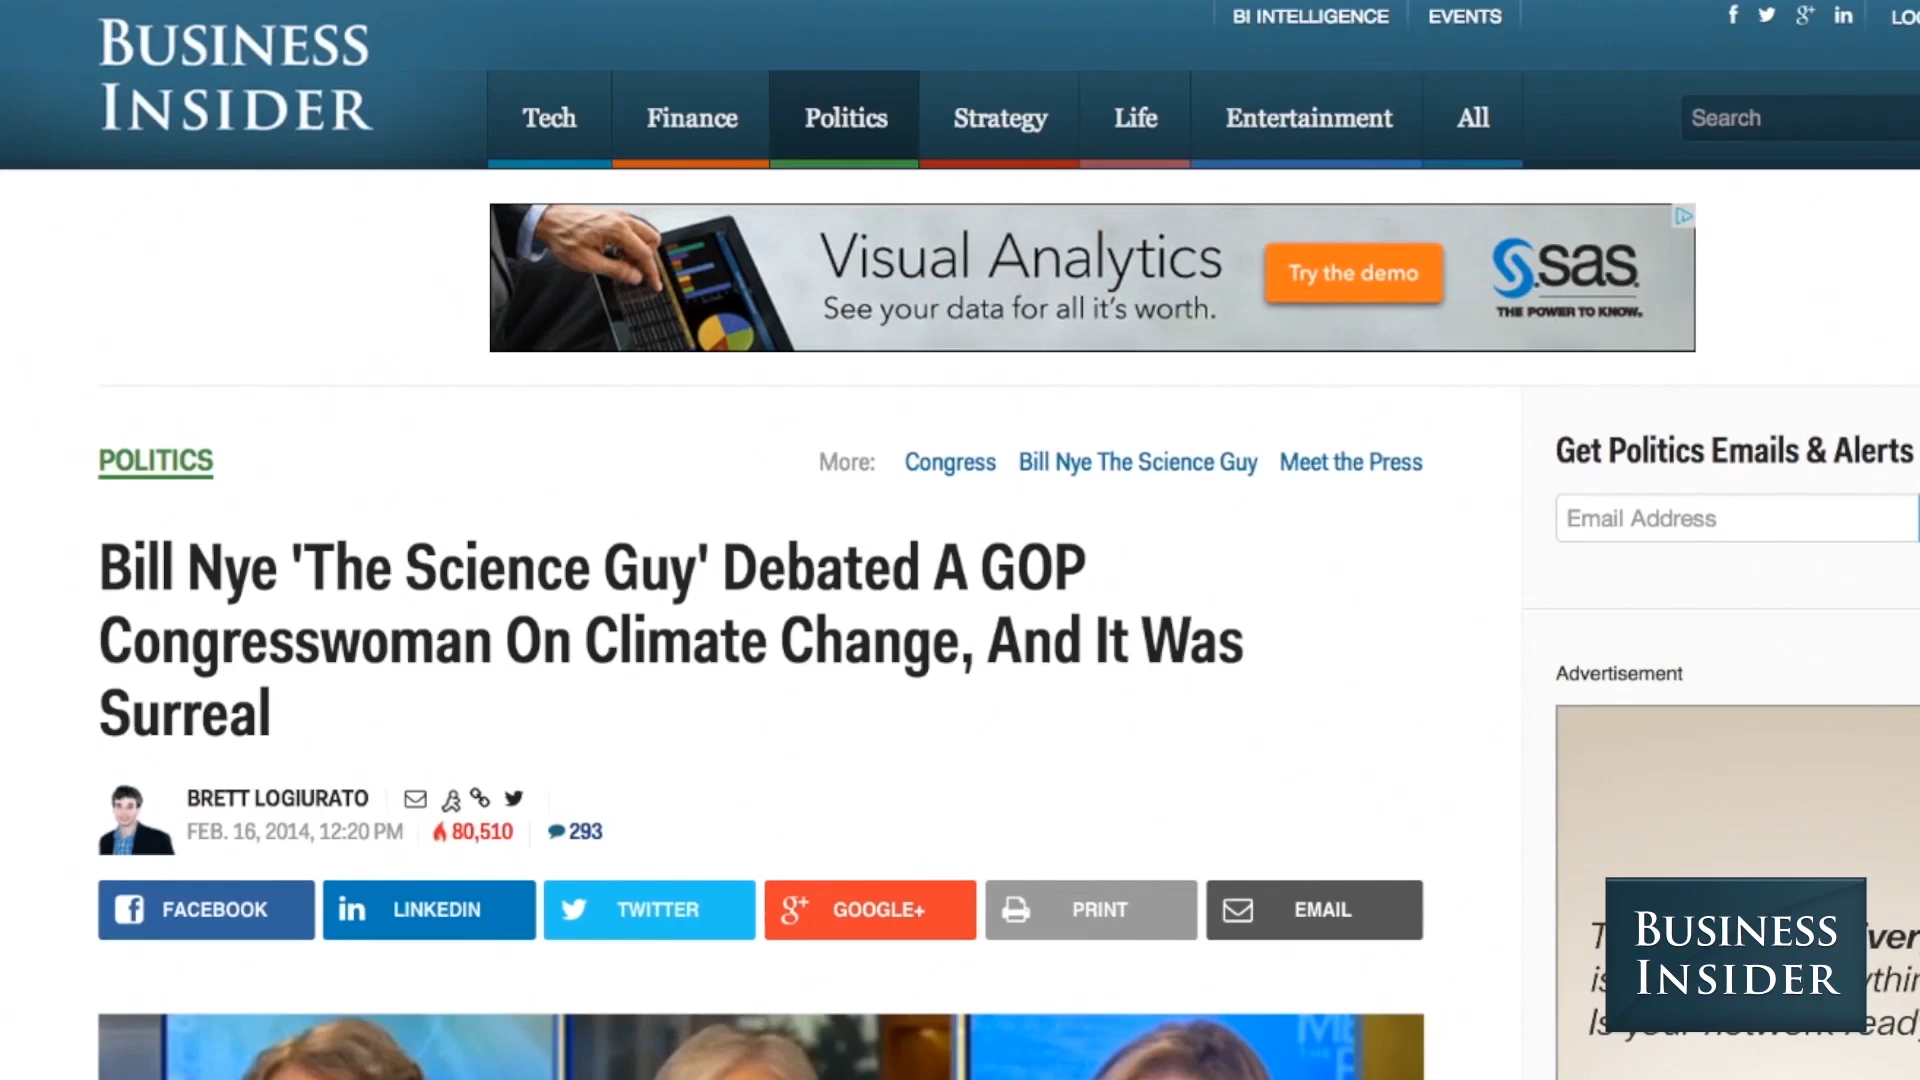 BUSINESS
INSIDER
BI INTELLIGENCE
EVENTS
Tech
Finance
Politics
Strategy
Life
Entertainment
All
Search
Visual Analytics
See your data for all it's worth.
Try the demo
sas
THE POWER TO KNOW.
POLITICS
More: Congress Bill Nye The Science Guy Meet the Press
Get Politics Emails & Alerts
Email Address
Bill Nye 'The Science Guy' Debated A GOP
Congresswoman On Climate Change, And It Was
Surreal
Advertisement
BRETT LOGIURATO
FEB. 16, 2014, 12:20 PM
80,510
293
FACEBOOK
LINKEDIN
TWITTER
GOOGLE+
PRINT
EMAIL
BUSINESS
INSIDER